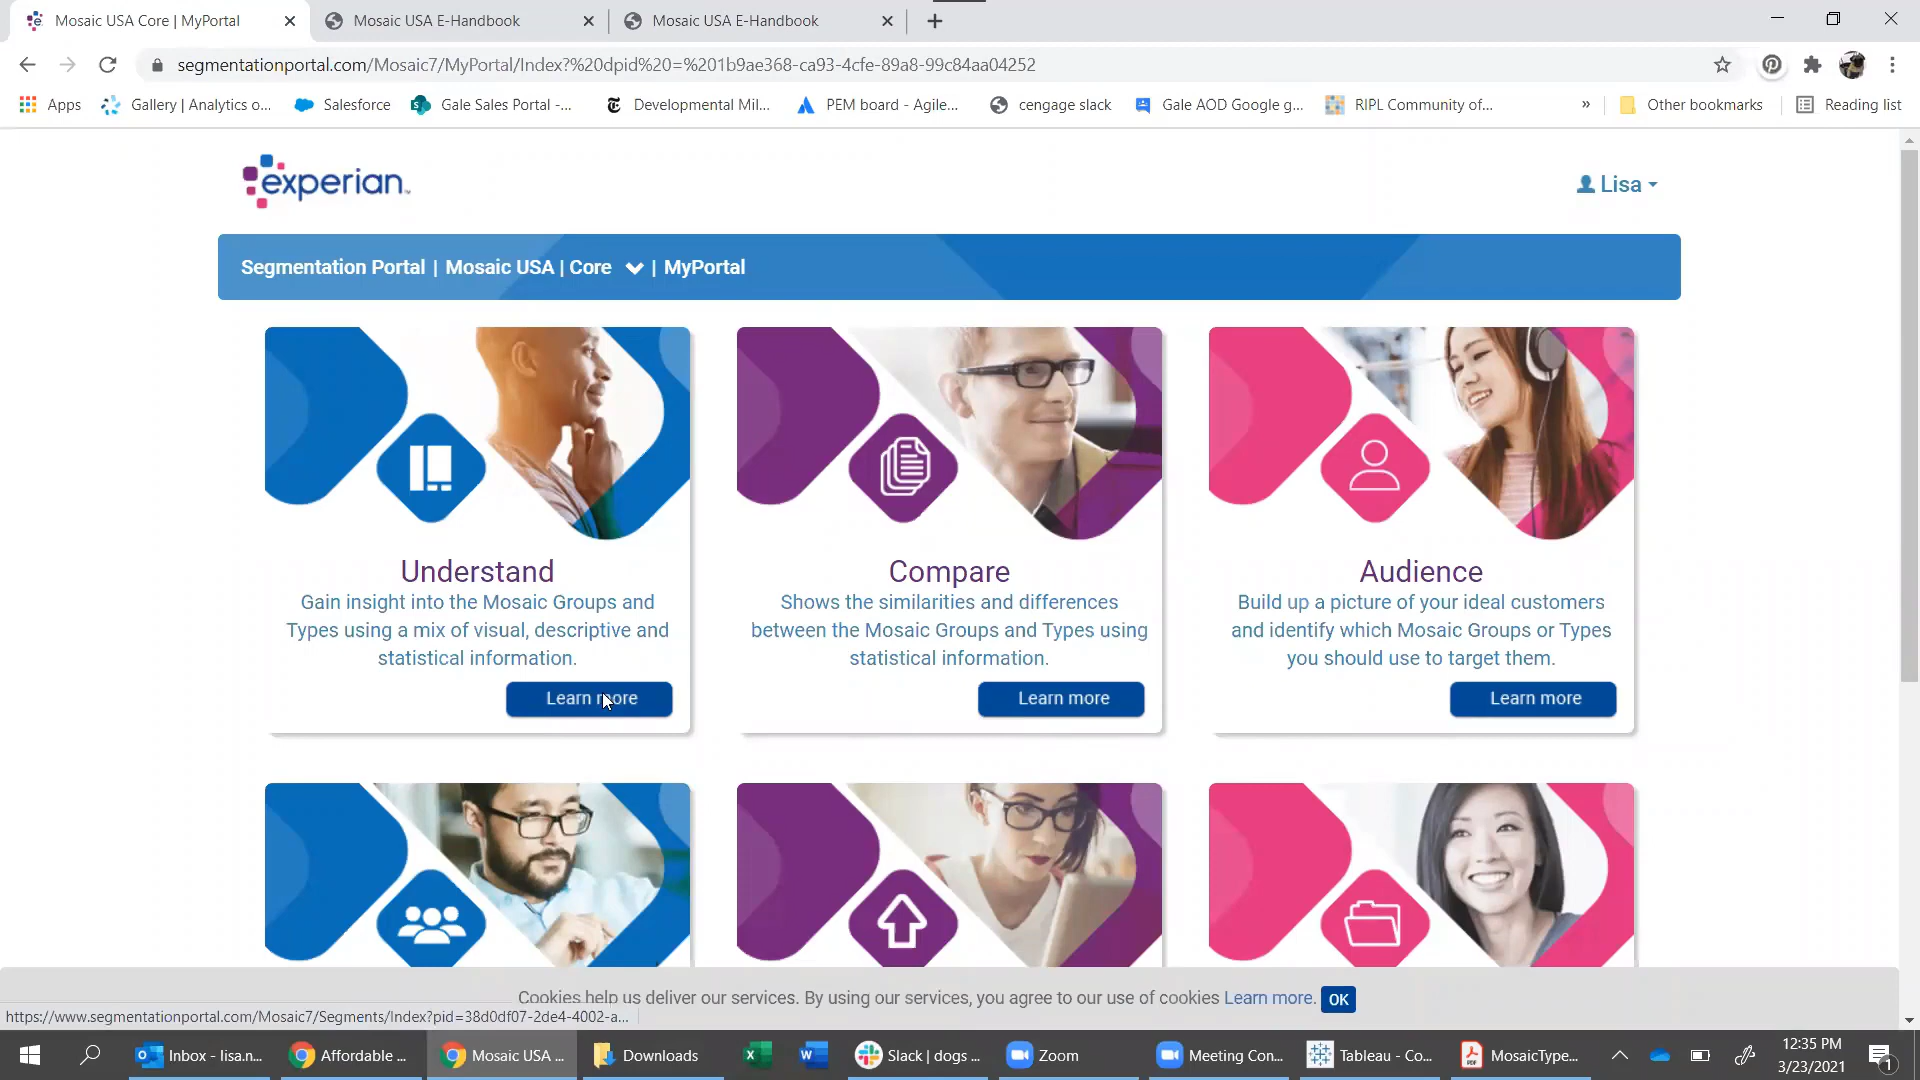 Mosaic USA Core | MyPortal
Mosaic USA E-Handbook
Mosaic USA E-Handbook
segmentationportal.com/Mosaic7/MyPortal/Index?%20dpid%20=%201b9ae368-ca93-4cfe-89a8-99c84aa04252
Apps
Gallery | Analytics o...
Salesforce
Gale Sales Portal -...
Developmental Mil...
PEM board - Agile...
cengage slack
Gale AOD Google g...
RIPL Community of...
»
Other bookmarks
Reading list
experian™
Lisa
Segmentation Portal | Mosaic USA | Core | MyPortal
Understand
Gain insight into the Mosaic Groups and
Types using a mix of visual, descriptive and
statistical information.
Learn more
Compare
Shows the similarities and differences
between the Mosaic Groups and Types using
statistical information.
Learn more
Audience
Build up a picture of your ideal customers
and identify which Mosaic Groups or Types
you should use to target them.
Learn more
Cookies help us deliver our services. By using our services, you agree to our use of cookies Learn more. OK
https://www.segmentationportal.com/Mosaic7/Segments/Index?pid=38d0df07-2de4-4002-a...
Inbox - lisa.n...
Affordable ...
Mosaic USA ...
Downloads
Slack | dogs ...
Zoom
Meeting Con...
Tableau - Co...
MosaicType...
12:35 PM
3/23/2021
1